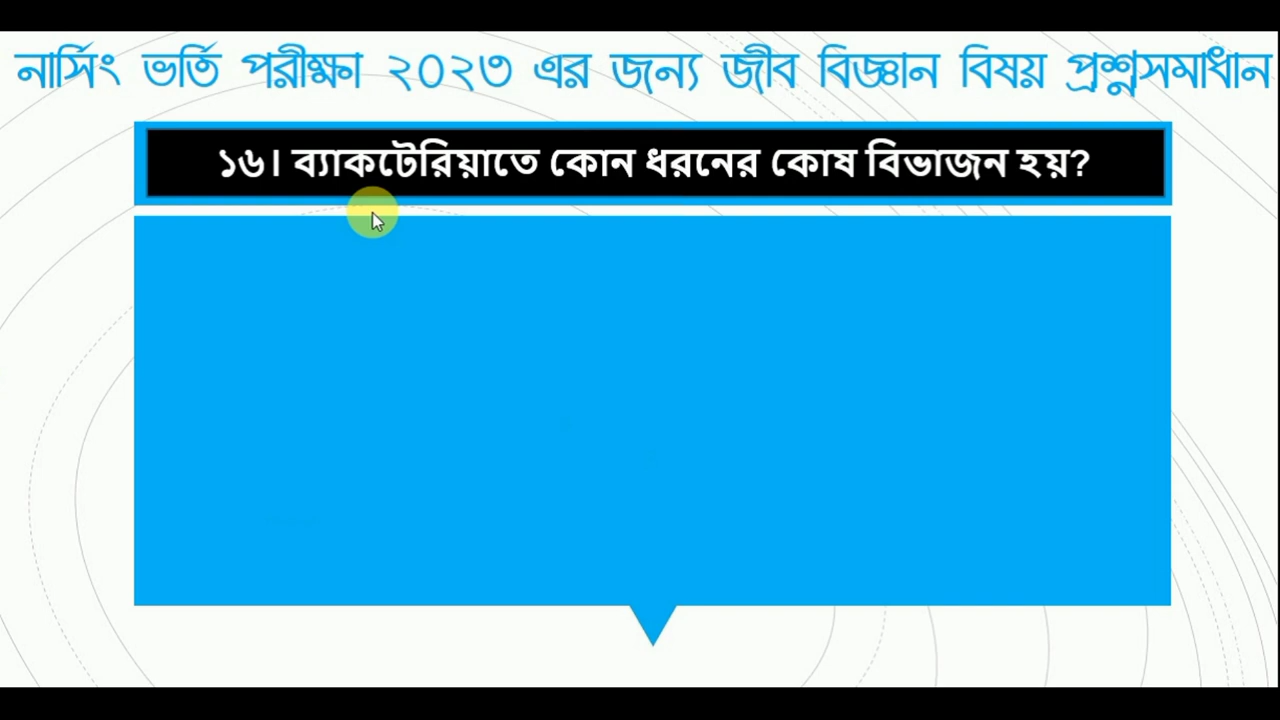 নার্সিং ভর্তি পরীক্ষা ২০২৩ এর জন্য জীব বিজ্ঞান বিষয় প্রশ্নসমাধান
১৬। ব্যাকটেরিয়াতে কোন ধরনের কোষ বিভাজন হয়?